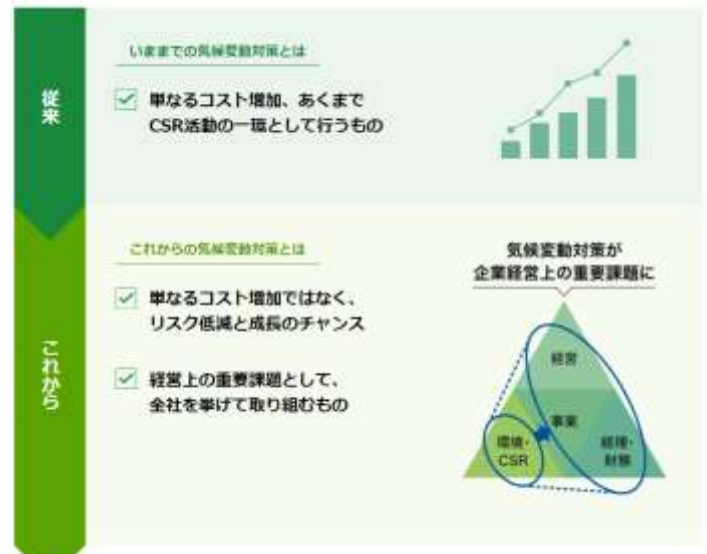 従来
いままでの気候変動対策とは
単なるコスト増加、あくまで
CSR活動の一環として行うもの
これから
これからの気候変動対策とは
単なるコスト増加ではなく、
リスク低減と成長のチャンス
経営上の重要課題として、
全社を挙げて取り組むもの
気候変動対策が
企業経営上の重要課題に
経営
事業
環境・
CSR
経理・
財務